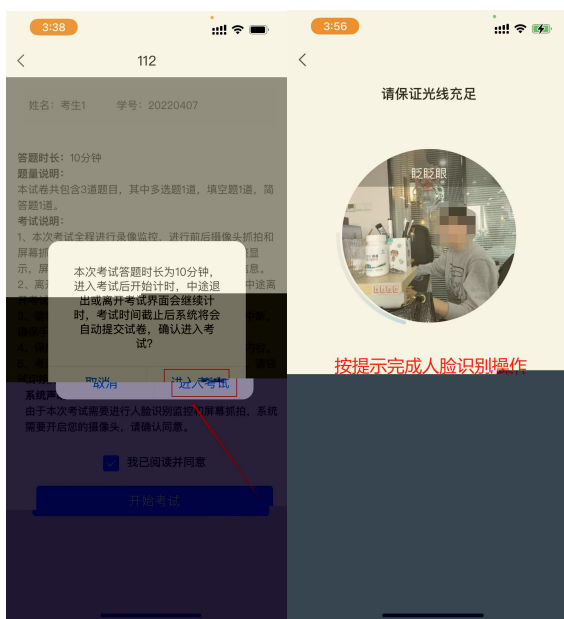 3:38
112
姓名：考生1 学号：20220407
答题时长：10分钟
题量说明：
本试卷共包含3道题目，其中多选题1道，填空题1道，简
答题1道。
考试说明：
1、本次考试全程进行录像监控，进行前后摄像头抓拍和
本次考试答题时长为10分钟，
进入考试后开始计时，中途退
出或离开考试界面会继续计
时，考试时间截止后系统将会
自动提交试卷，确认进入考
试？
取消 进入考试
由于本次考试需要进行人脸识别监控和屏幕抓拍，系统
需要开启您的摄像头，请确认同意。
我已阅读并同意
开始考试
3:56
请保证光线充足
眨眨眼
按提示完成人脸识别操作